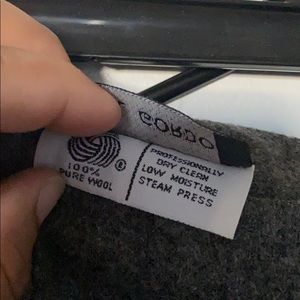 GORDO
100%
PURE WOOL
®
PROFESSIONALLY
DRY CLEAN
LOW MOISTURE
STEAM PRESS